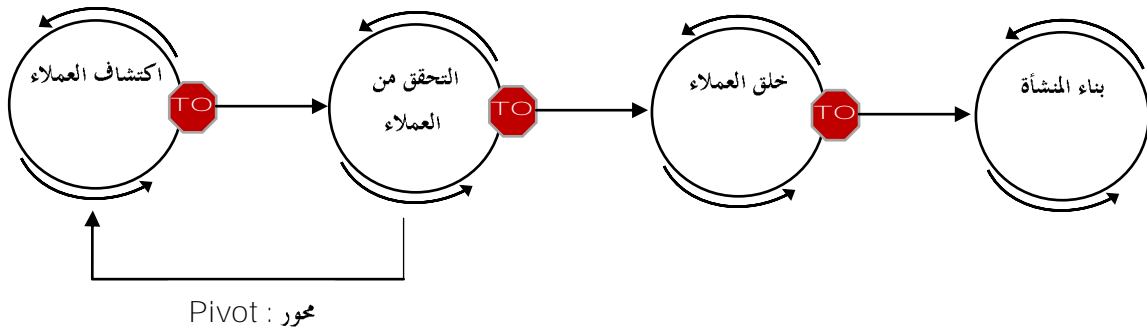 اكتشاف العملاء
TO
التحقق من
العملاء
TO
خلق العملاء
TO
بناء المنشأة
Pivot : محور